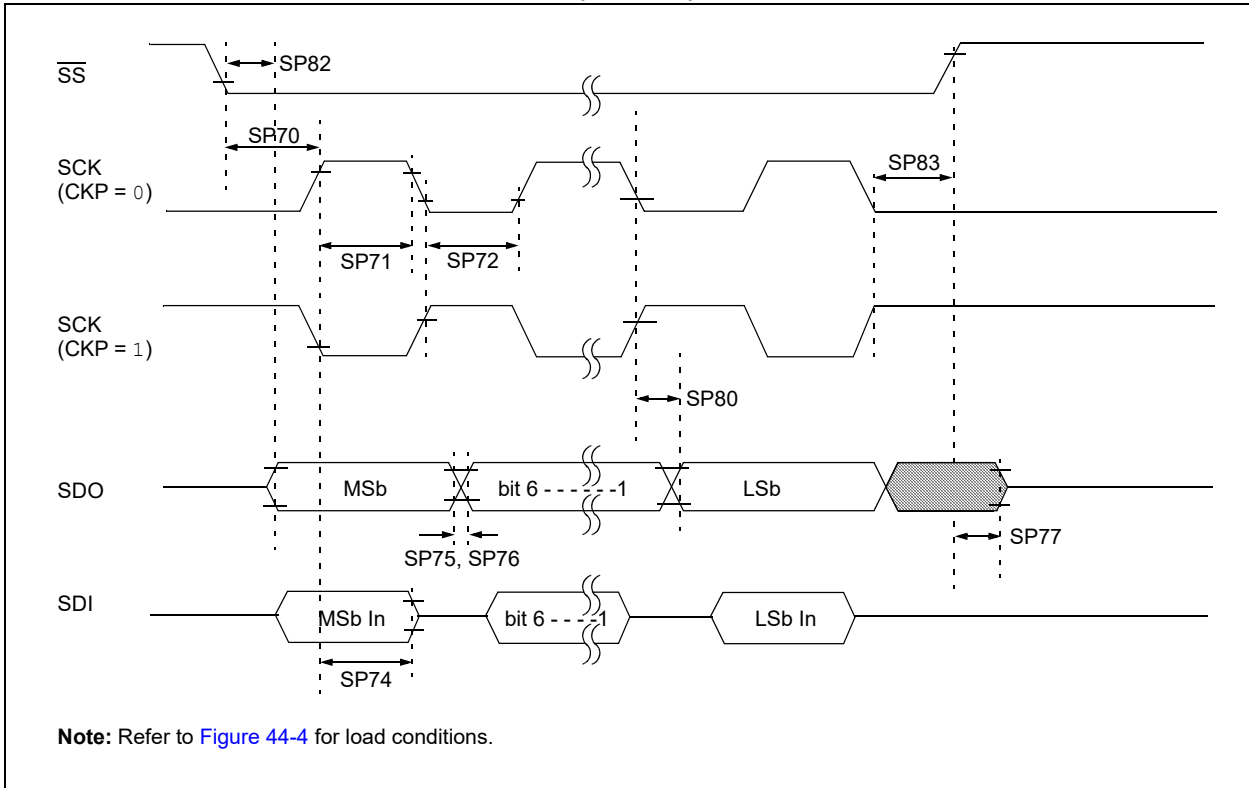 SS
SP82
SP70
SCK
(CKP = 0)
SP83
SP71
SP72
SCK
(CKP = 1)
SP80
SDO
MSb
bit 6 - - - - - -1
LSb
SP77
SP75, SP76
SDI
MSb In
bit 6 - - - -1
LSb In
SP74
Note: Refer to Figure 44-4 for load conditions.